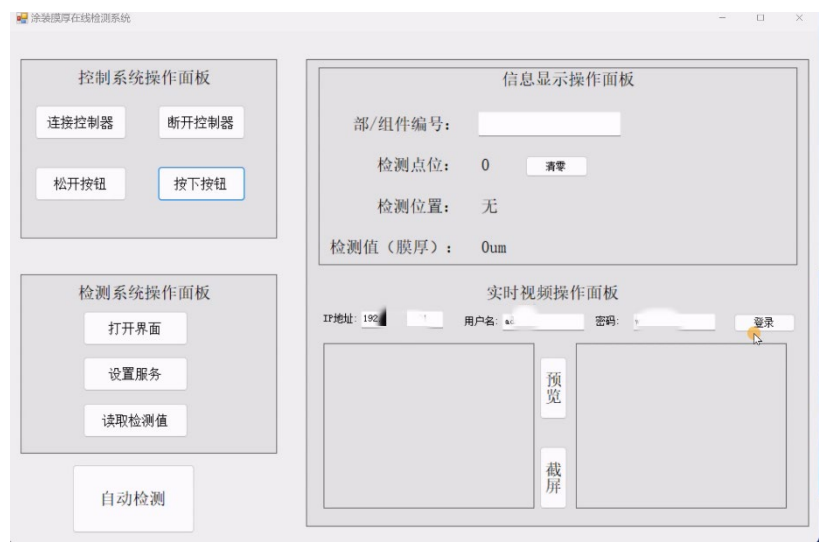 涂装膜厚在线检测系统
控制系统操作面板
连接控制器 断开控制器
松开按钮 按下按钮
检测系统操作面板
打开界面
设置服务
读取检测值
自动检测
信息显示操作面板
部/组件编号：
检测点位： 0 清零
检测位置： 无
检测值（膜厚）： 0um
实时视频操作面板
IP地址: 192 用户名: 密码: 登录
预览
截屏